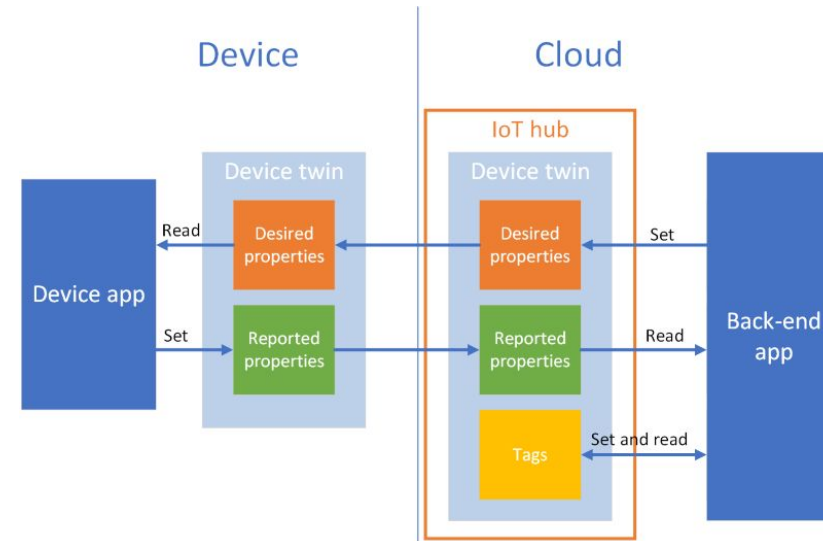 Device
Cloud
IoT hub
Device twin
Device twin
Read
Desired
properties
Desired
properties
Set
Device app
Set
Reported
properties
Reported
properties
Read
Back-end
app
Tags
Set and read